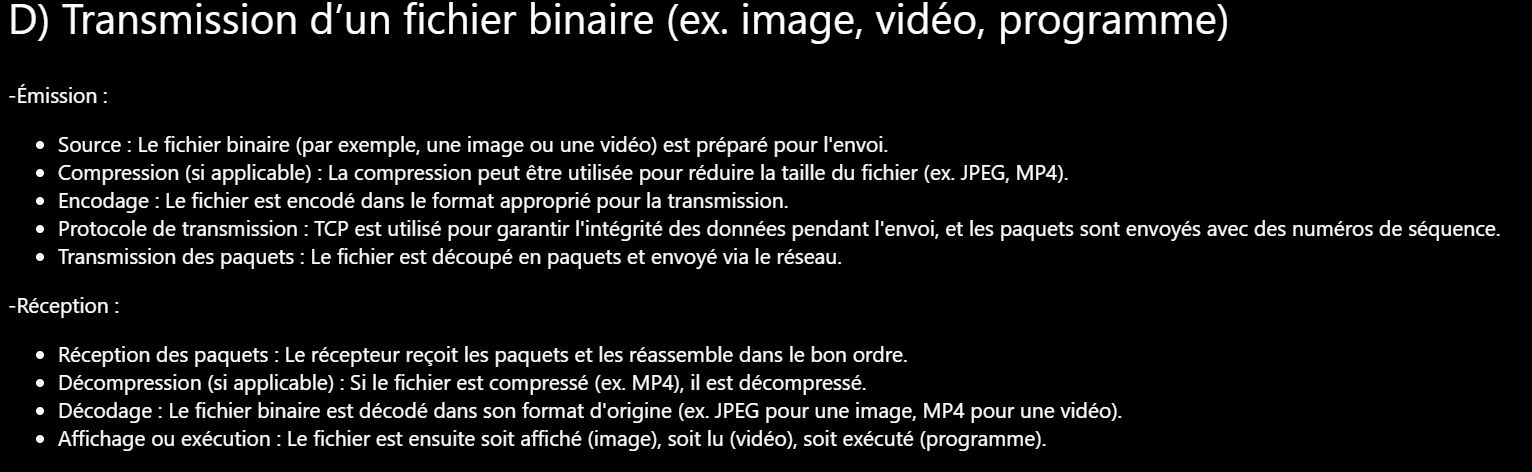 D) Transmission d’un fichier binaire (ex. image, vidéo, programme)
-Émission :
• Source : Le fichier binaire (par exemple, une image ou une vidéo) est préparé pour l'envoi.
• Compression (si applicable) : La compression peut être utilisée pour réduire la taille du fichier (ex. JPEG, MP4).
• Encodage : Le fichier est encodé dans le format approprié pour la transmission.
• Protocole de transmission : TCP est utilisé pour garantir l'intégrité des données pendant l'envoi, et les paquets sont envoyés avec des numéros de séquence.
• Transmission des paquets : Le fichier est découpé en paquets et envoyé via le réseau.
-Réception :
• Réception des paquets : Le récepteur reçoit les paquets et les réassemble dans le bon ordre.
• Décompression (si applicable) : Si le fichier est compressé (ex. MP4), il est décompressé.
• Décodage : Le fichier binaire est décodé dans son format d'origine (ex. JPEG pour une image, MP4 pour une vidéo).
• Affichage ou exécution : Le fichier est ensuite soit affiché (image), soit lu (vidéo), soit exécuté (programme).